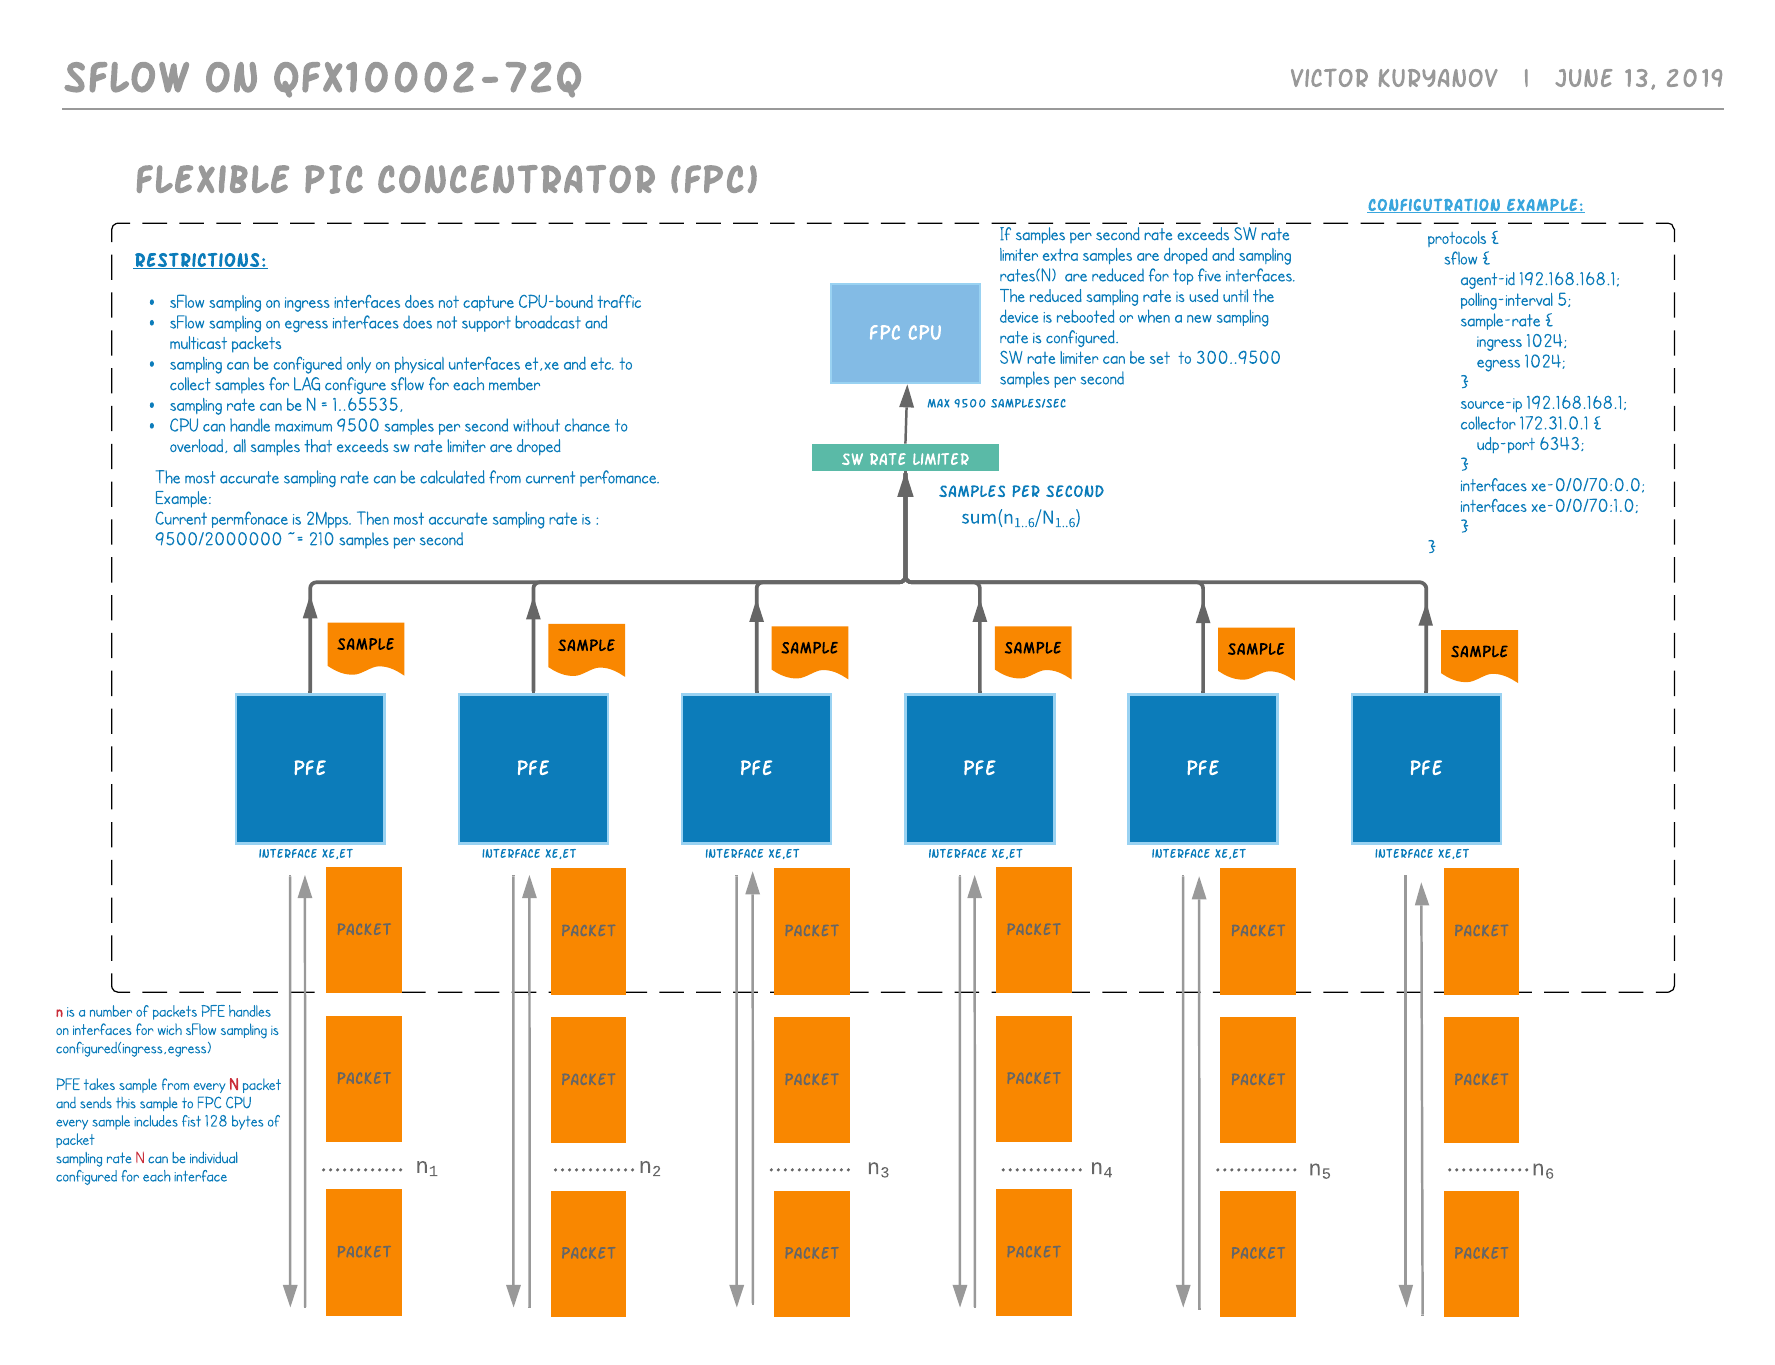 SFLOW ON QFX10002-72Q
VICTOR KURYANOV | JUNE 13, 2019
FLEXIBLE PIC CONCENTRATOR (FPC)
RESTRICTIONS:
• sFlow sampling on ingress interfaces does not capture CPU-bound traffic
• sFlow sampling on egress interfaces does not support broadcast and
multicast packets
• sampling can be configured only on physical unterfaces et,xe and etc. to
collect samples for LAG configure sflow for each member
• sampling rate can be N = 1..65535,
• CPU can handle maximum 9500 samples per second without chance to
overload, all samples that exceeds sw rate limiter are droped
The most accurate sampling rate can be calculated from current perfomance.
Example:
Current permfonace is 2Mpps. Then most accurate sampling rate is :
9500/2000000 ~= 210 samples per second
FPC CPU
If samples per second rate exceeds SW rate
limiter extra samples are droped and sampling
rates(N) are reduced for top five interfaces.
The reduced sampling rate is used until the
device is rebooted or when a new sampling
rate is configured.
SW rate limiter can be set to 300..9500
samples per second
MAX 9500 SAMPLES/SEC
SW RATE LIMITER
SAMPLES PER SECOND
sum(n1..6/N1..6)
CONFIGUTRATION EXAMPLE:
protocols {
sflow {
agent-id 192.168.168.1;
polling-interval 5;
sample-rate {
ingress 1024;
egress 1024;
}
source-ip 192.168.168.1;
collector 172.31.0.1 {
udp-port 6343;
}
interfaces xe-0/0/70:0.0;
interfaces xe-0/0/70:1.0;
}
}
SAMPLE SAMPLE SAMPLE SAMPLE SAMPLE SAMPLE
PFE PFE PFE PFE PFE PFE
INTERFACE XE,ET INTERFACE XE,ET INTERFACE XE,ET INTERFACE XE,ET INTERFACE XE,ET INTERFACE XE,ET
PACKET PACKET PACKET PACKET PACKET PACKET
n is a number of packets PFE handles
on interfaces for wich sFlow sampling is
configured(ingress,egress)
PFE takes sample from every N packet
and sends this sample to FPC CPU
every sample includes fist 128 bytes of
packet
sampling rate N can be individual
configured for each interface
PACKET PACKET PACKET PACKET PACKET PACKET
............ n1 ............ n2 ............ n3 ............ n4 ............ n5 ............ n6
PACKET PACKET PACKET PACKET PACKET PACKET